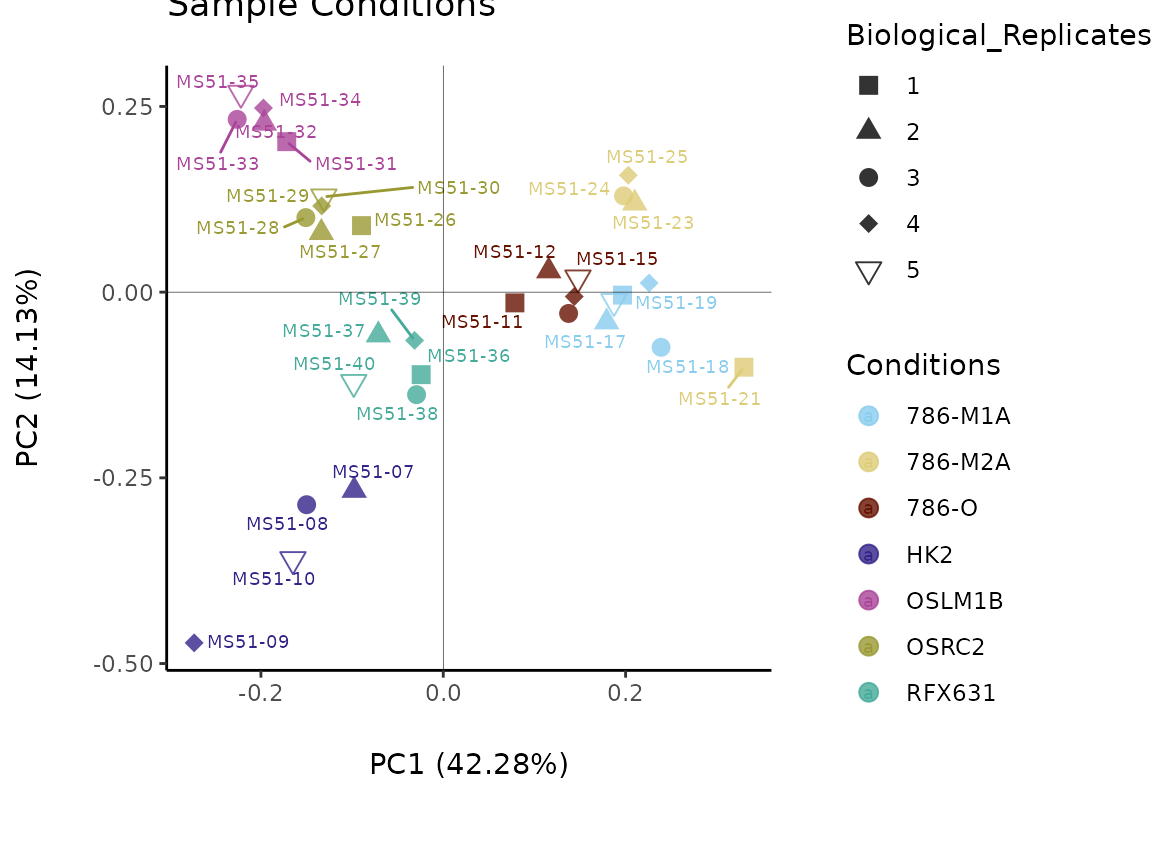 Sample Conditions
Biological_Replicates
1
2
3
4
5
Conditions
a 786-M1A
a 786-M2A
a 786-O
a HK2
a OSLM1B
a OSRC2
a RFX631
PC2 (14.13%)
0.25
0.00
-0.25
-0.50
MS51-35
MS51-34
MS51-32
MS51-33
MS51-31
MS51-29
MS51-30
MS51-28
MS51-26
MS51-27
MS51-25
MS51-24
MS51-23
MS51-12
MS51-15
MS51-11
MS51-19
MS51-17
MS51-18
MS51-21
MS51-39
MS51-37
MS51-36
MS51-40
MS51-38
MS51-07
MS51-08
MS51-10
MS51-09
-0.2
0.0
0.2
PC1 (42.28%)